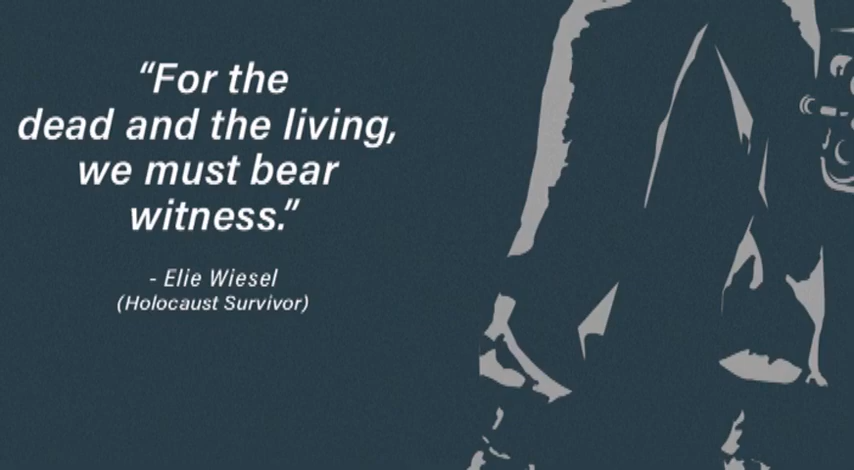 “For the
dead and the living,
we must bear
witness.”
- Elie Wiesel
(Holocaust Survivor)